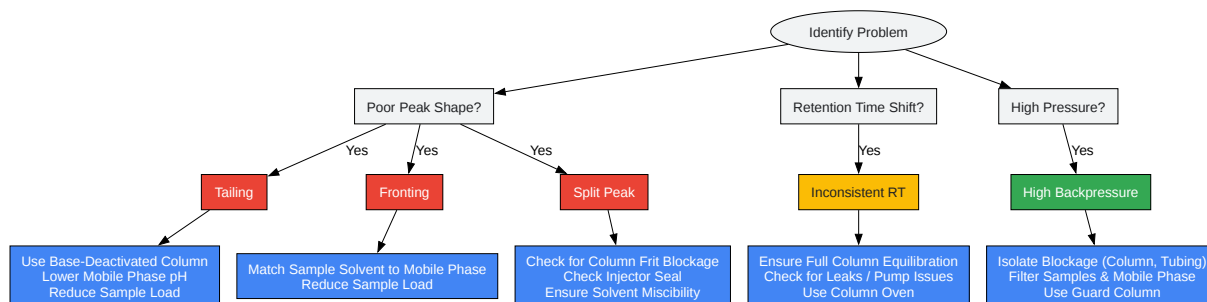 Identify Problem
Poor Peak Shape?
Retention Time Shift?
High Pressure?
Yes
Yes
Yes
Yes
Yes
Tailing
Fronting
Split Peak
Inconsistent RT
High Backpressure
Use Base-Deactivated Column
Lower Mobile Phase pH
Reduce Sample Load
Match Sample Solvent to Mobile Phase
Reduce Sample Load
Check for Column Frit Blockage
Check Injector Seal
Ensure Solvent Miscibility
Ensure Full Column Equilibration
Check for Leaks / Pump Issues
Use Column Oven
Isolate Blockage (Column, Tubing)
Filter Samples & Mobile Phase
Use Guard Column